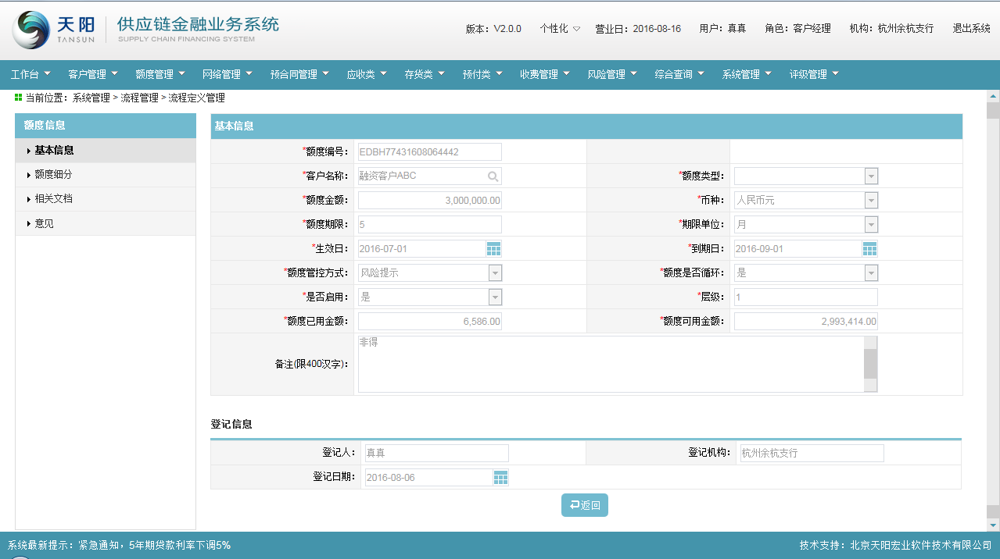 天阳 TANSUN 供应链金融业务系统 SUPPLY CHAIN FINANCING SYSTEM
版本：V2.0.0 个性化 营业日：2016-08-16 用户：真真 角色：客户经理 机构：杭州余杭支行 退出系统
工作台 客户管理 额度管理 网络管理 预合同管理 应收类 存货类 预付类 收费管理 风险管理 综合查询 系统管理 评级管理
当前位置：系统管理 > 流程管理 > 流程定义管理
额度信息
基本信息
额度细分
相关文档
意见
基本信息
*额度编号： EDBH77431608064442
*客户名称： 融资客户ABC *额度类型：
*额度金额： 3,000,000.00 *币种： 人民币元
*额度期限： 5 *期限单位： 月
*生效日： 2016-07-01 *到期日： 2016-09-01
*额度管控方式： 风险提示 *额度是否循环： 是
*是否启用： 是 *层级： 1
*额度已用金额： 6,586.00 *额度可用金额： 2,993,414.00
备注(限400汉字)： 非得
登记信息
登记人： 真真 登记机构： 杭州余杭支行
登记日期： 2016-08-06
返回
系统最新提示：紧急通知，5年期贷款利率下调5% 技术支持：北京天阳宏业软件技术有限公司